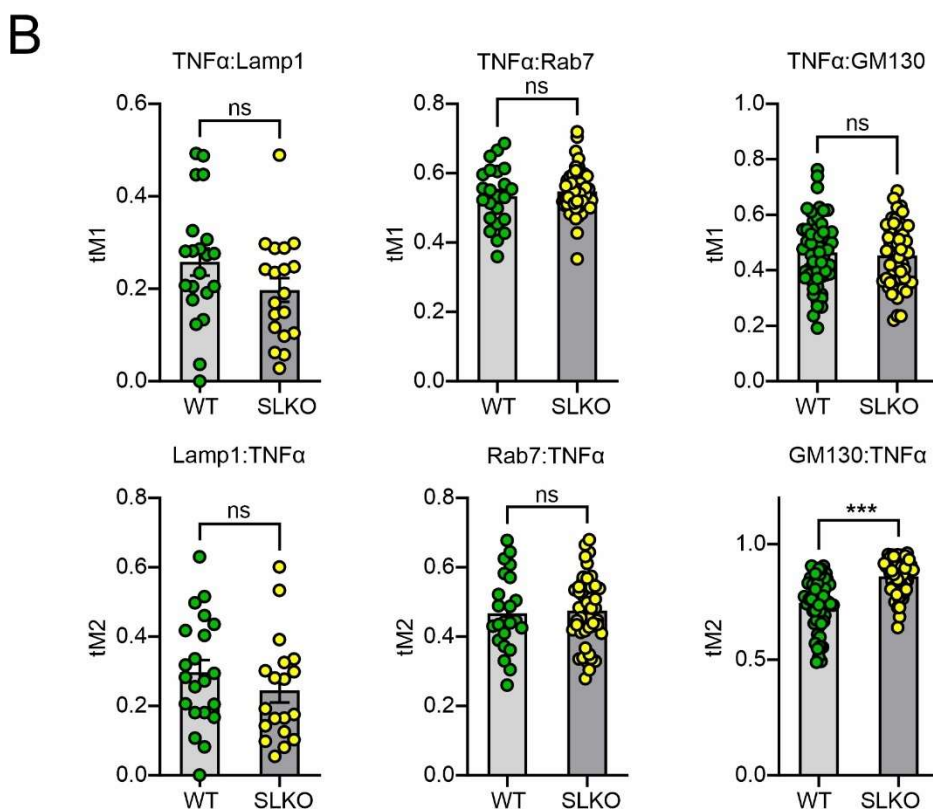 B
TNFα:Lamp1
TNFα:Rab7
TNFα:GM130
tM1
0.6
0.4
0.2
0.0
ns
WT
SLKO
tM1
0.8
0.6
0.4
0.2
0.0
ns
WT
SLKO
tM1
1.0
0.8
0.6
0.4
0.2
0.0
ns
WT
SLKO
Lamp1:TNFα
Rab7:TNFα
GM130:TNFα
tM2
0.8
0.6
0.4
0.2
0.0
ns
WT
SLKO
tM2
0.8
0.6
0.4
0.2
0.0
ns
WT
SLKO
tM2
1.0
0.5
0.0
***
WT
SLKO